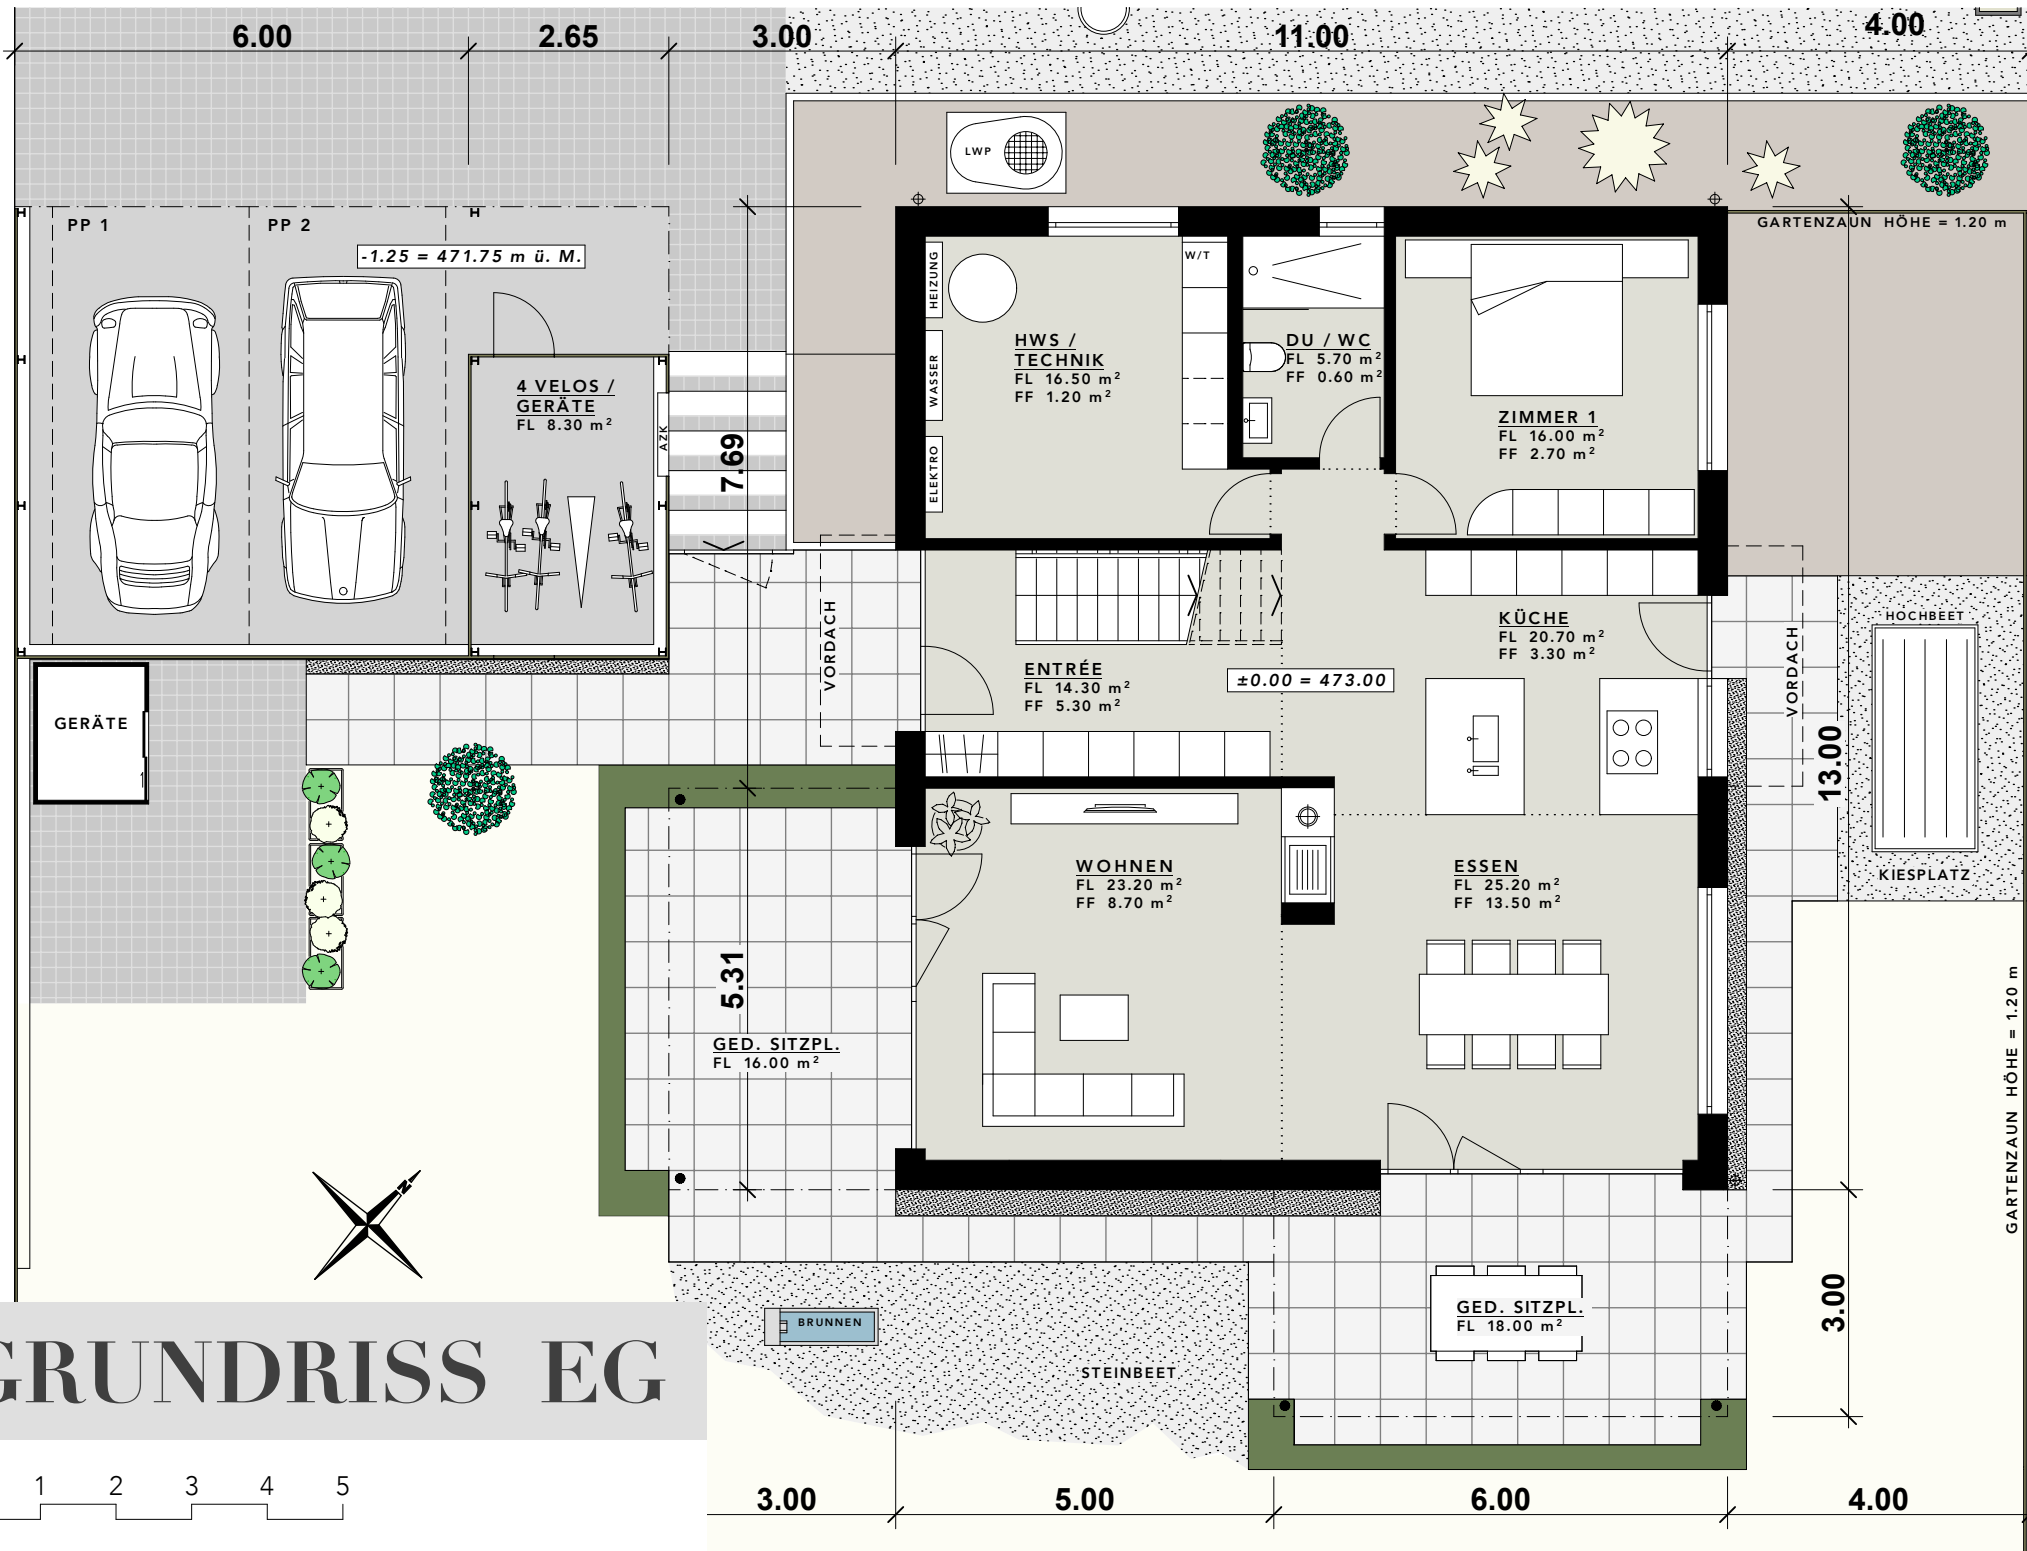 6.00 2.65 3.00 11.00 4.00
LWP
GARTENZAUN HÖHE = 1.20 m
PP 1 PP 2
-1.25 = 471.75 m ü. M.
4 VELOS /
GERÄTE
FL 8.30 m²
AZK
7.69
HEIZUNG
WASSER
ELEKTRO
HWS /
TECHNIK
FL 16.50 m²
FF 1.20 m²
W/T
DU / WC
FL 5.70 m²
FF 0.60 m²
ZIMMER 1
FL 16.00 m²
FF 2.70 m²
VORDACH
ENTRÉE
FL 14.30 m²
FF 5.30 m²
±0.00 = 473.00
KÜCHE
FL 20.70 m²
FF 3.30 m²
VORDACH
13.00
HOCHBEET
KIESPLATZ
GERÄTE
WOHNEN
FL 23.20 m²
FF 8.70 m²
ESSEN
FL 25.20 m²
FF 13.50 m²
5.31
GED. SITZPL.
FL 16.00 m²
GARTENZAUN HÖHE = 1.20 m
N
BRUNNEN
STEINBEET
GED. SITZPL.
FL 18.00 m²
3.00
GRUNDRISS EG
1 2 3 4 5
3.00 5.00 6.00 4.00